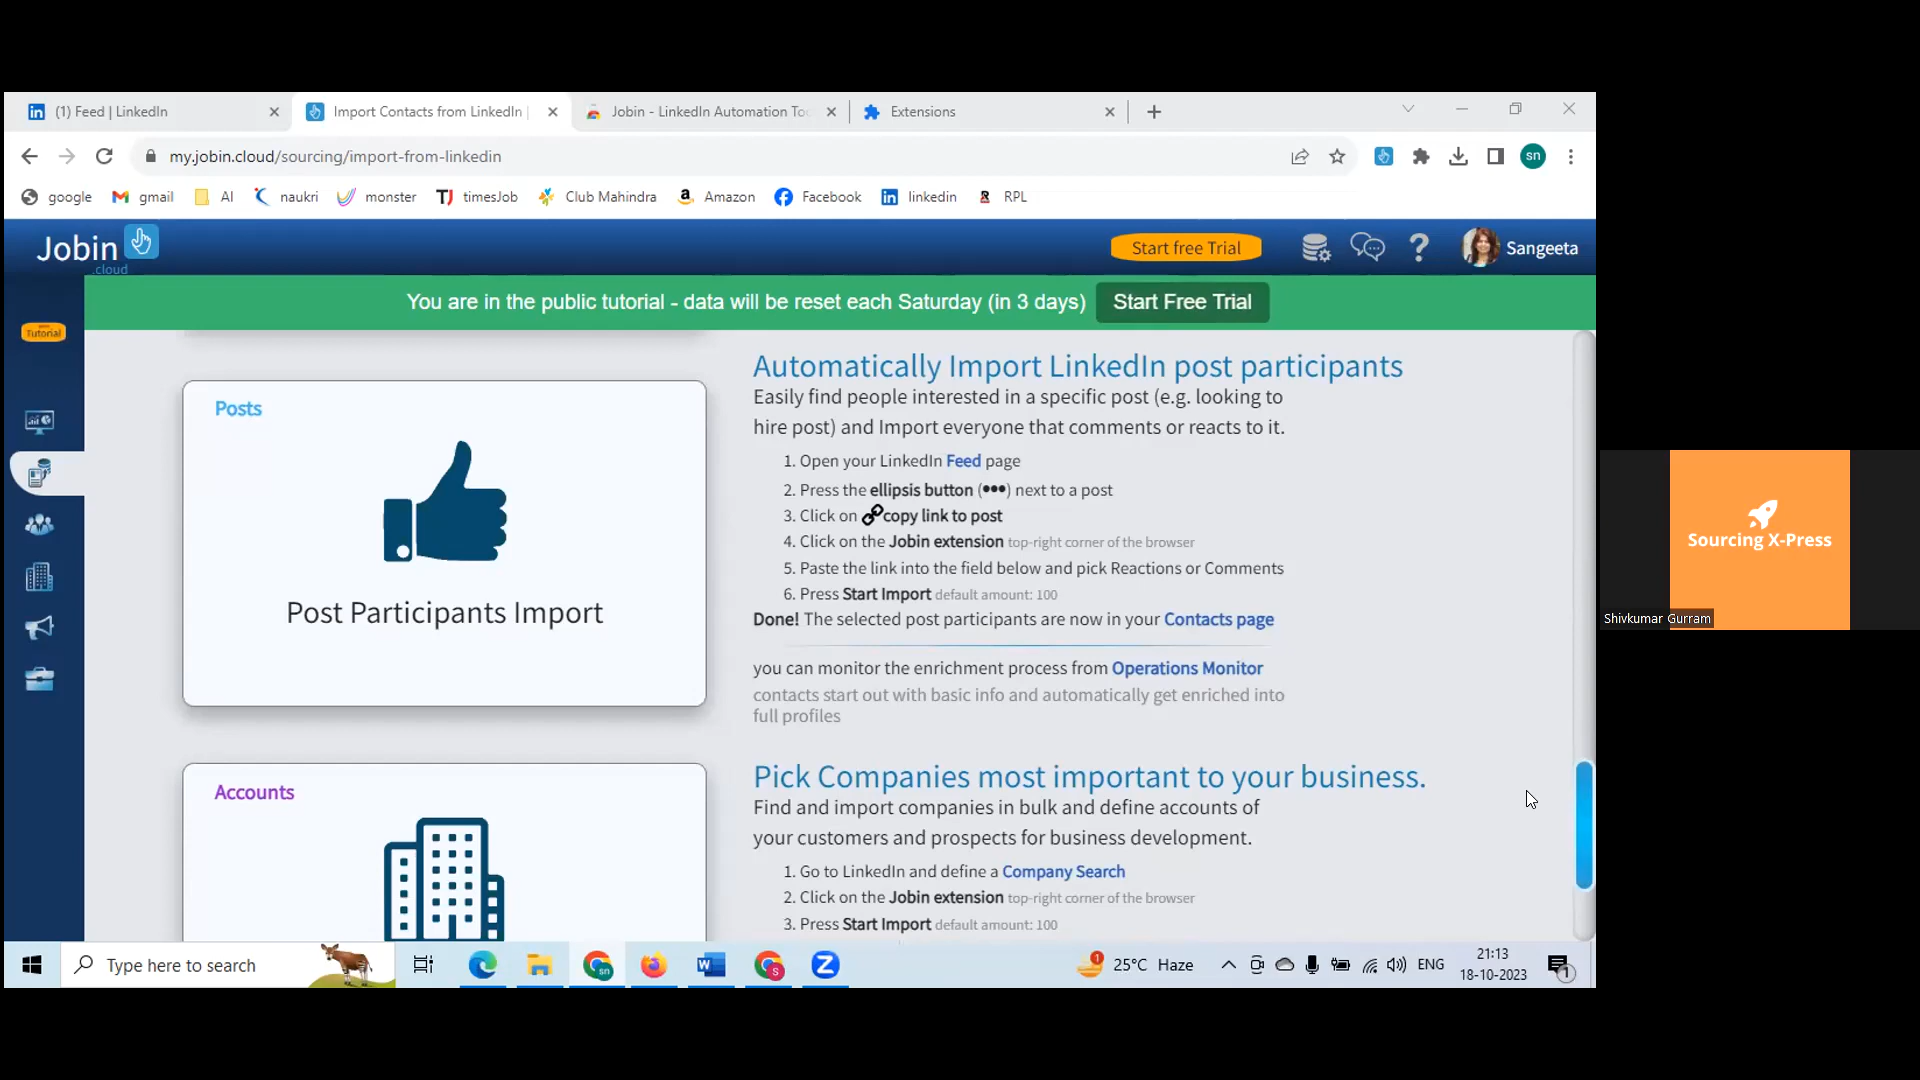 (1) Feed | LinkedIn
Import Contacts from LinkedIn |
Jobin - LinkedIn Automation Too
Extensions
my.jobin.cloud/sourcing/import-from-linkedin
sn
google
gmail
AI
naukri
monster
TJ timesJob
Club Mahindra
Amazon
Facebook
linkedin
RPL
Jobin
.cloud
Start free Trial
Sangeeta
You are in the public tutorial - data will be reset each Saturday (in 3 days)
Start Free Trial
Tutorial
Posts
Post Participants Import
Automatically Import LinkedIn post participants
Easily find people interested in a specific post (e.g. looking to
hire post) and Import everyone that comments or reacts to it.
1. Open your LinkedIn Feed page
2. Press the ellipsis button (•••) next to a post
3. Click on copy link to post
4. Click on the Jobin extension top-right corner of the browser
5. Paste the link into the field below and pick Reactions or Comments
6. Press Start Import default amount: 100
Done! The selected post participants are now in your Contacts page
you can monitor the enrichment process from Operations Monitor
contacts start out with basic info and automatically get enriched into
full profiles
Accounts
Pick Companies most important to your business.
Find and import companies in bulk and define accounts of
your customers and prospects for business development.
1. Go to LinkedIn and define a Company Search
2. Click on the Jobin extension top-right corner of the browser
3. Press Start Import default amount: 100
Sourcing X-Press
Shivkumar Gurram
Type here to search
25°C Haze
ENG
21:13
18-10-2023
1